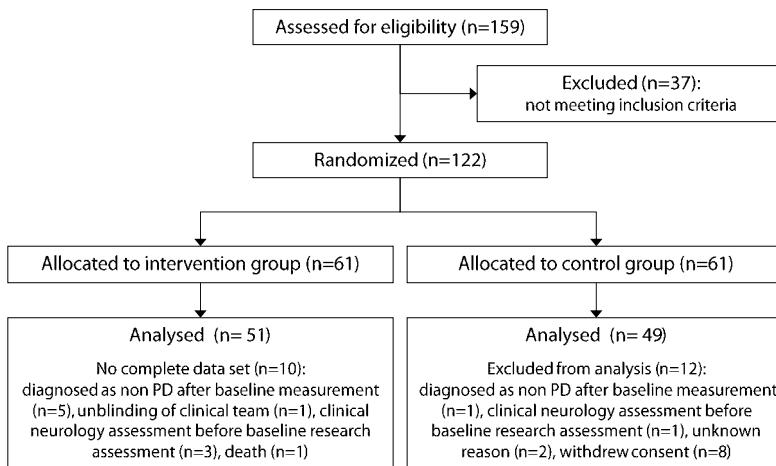 Assessed for eligibility (n=159)
Excluded (n=37):
not meeting inclusion criteria
Randomized (n=122)
Allocated to intervention group (n=61)
Allocated to control group (n=61)
Analysed (n= 51)
No complete data set (n=10):
diagnosed as non PD after baseline measurement
(n=5), unblinding of clinical team (n=1), clinical
neurology assessment before baseline research
assessment (n=3), death (n=1)
Analysed (n= 49)
Excluded from analysis (n=12):
diagnosed as non PD after baseline measurement
(n=1), clinical neurology assessment before
baseline research assessment (n=1), unknown
reason (n=2), withdrew consent (n=8)